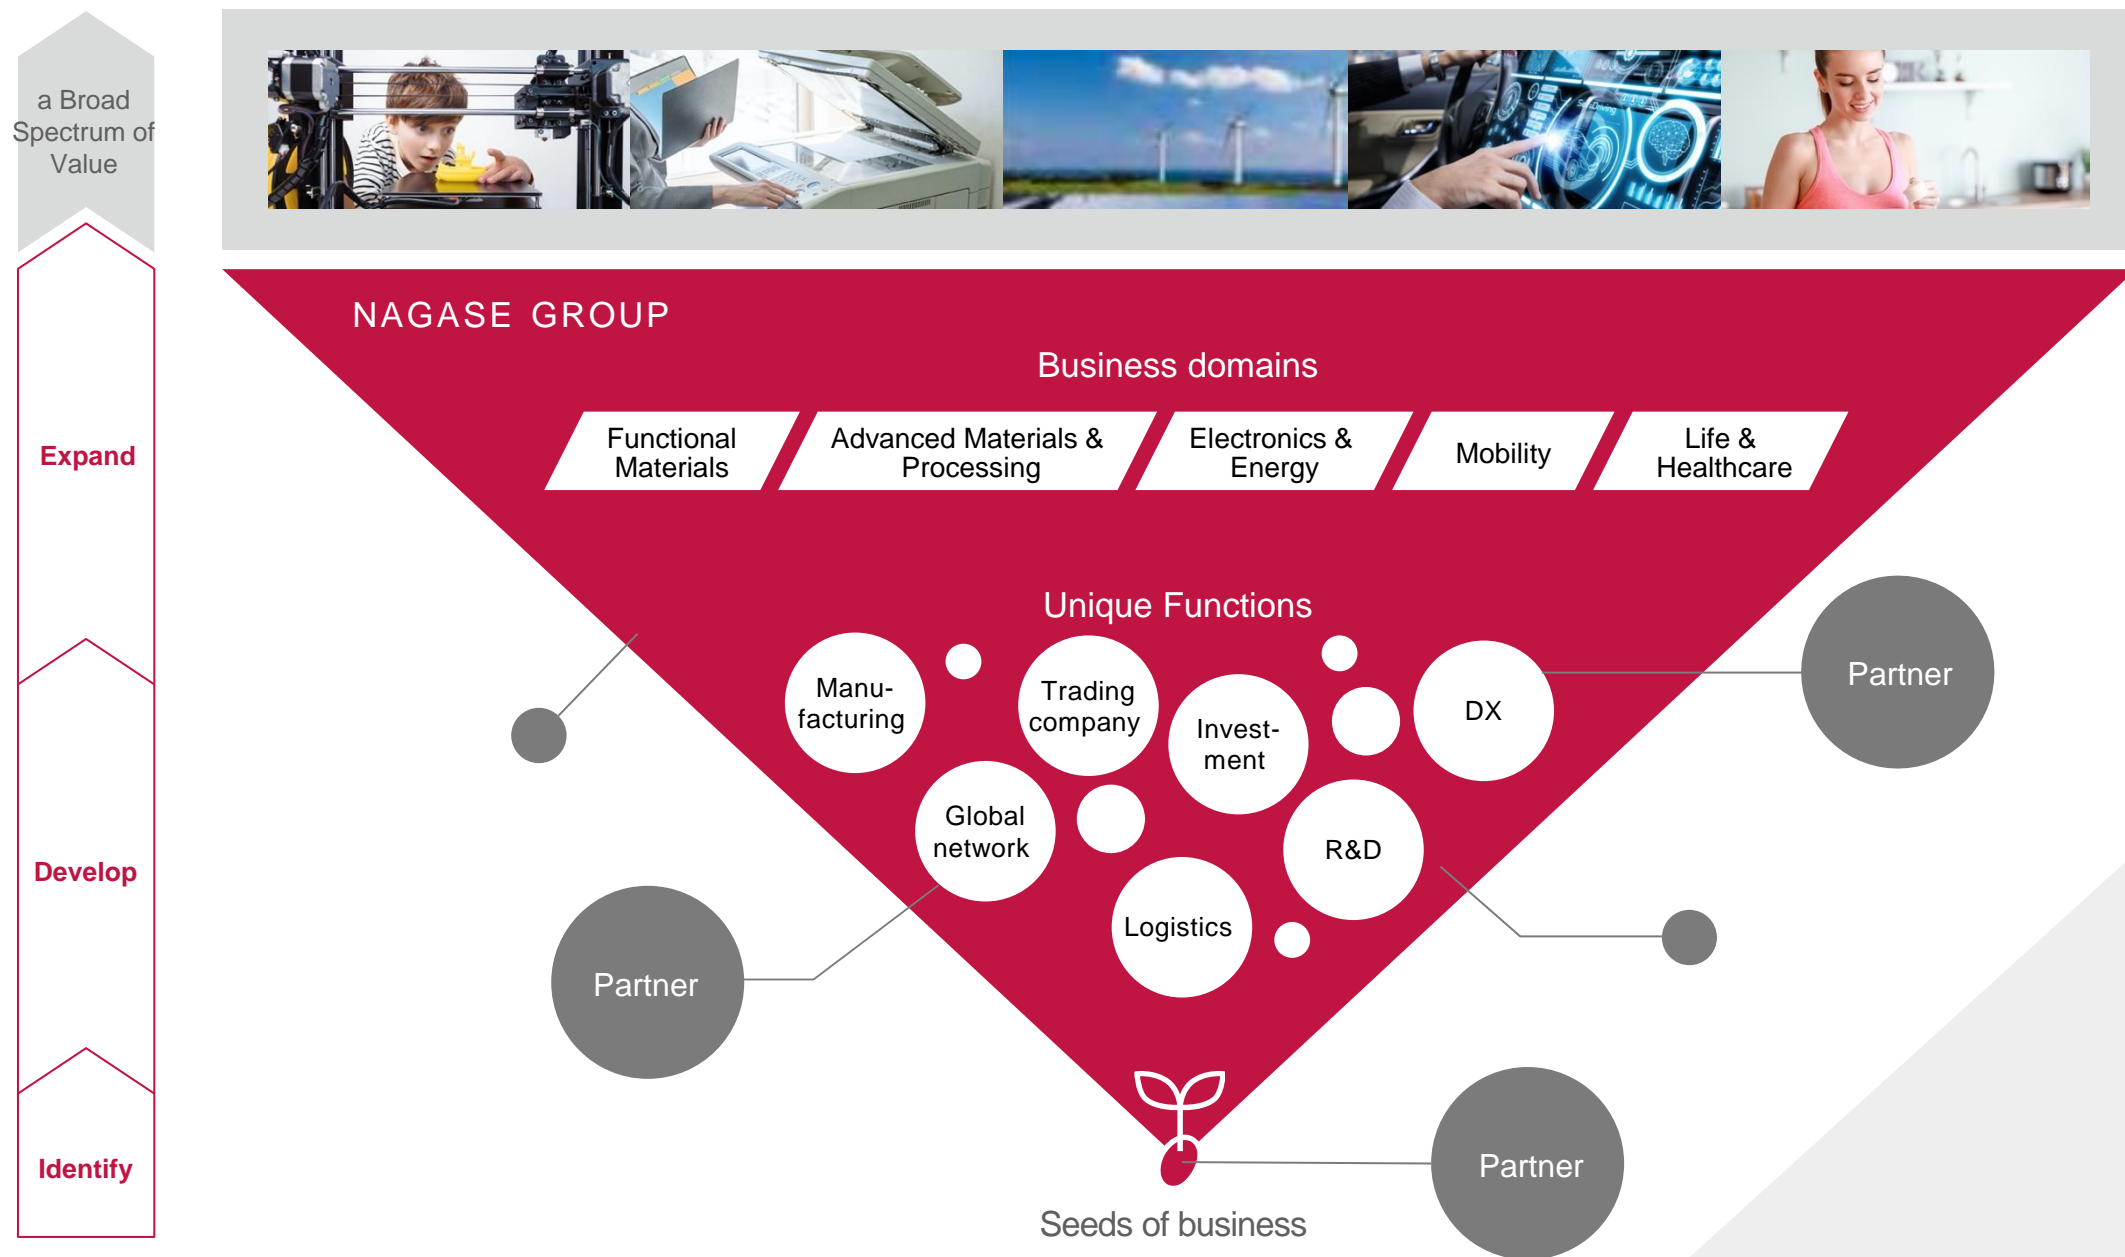 a Broad
Spectrum of
Value
Expand
Develop
Identify
NAGASE GROUP
Business domains
Functional
Materials
Advanced Materials &
Processing
Electronics &
Energy
Mobility
Life &
Healthcare
Unique Functions
Manu-
facturing
Trading
company
Invest-
ment
DX
Global
network
R&D
Logistics
Partner
Partner
Partner
Seeds of business